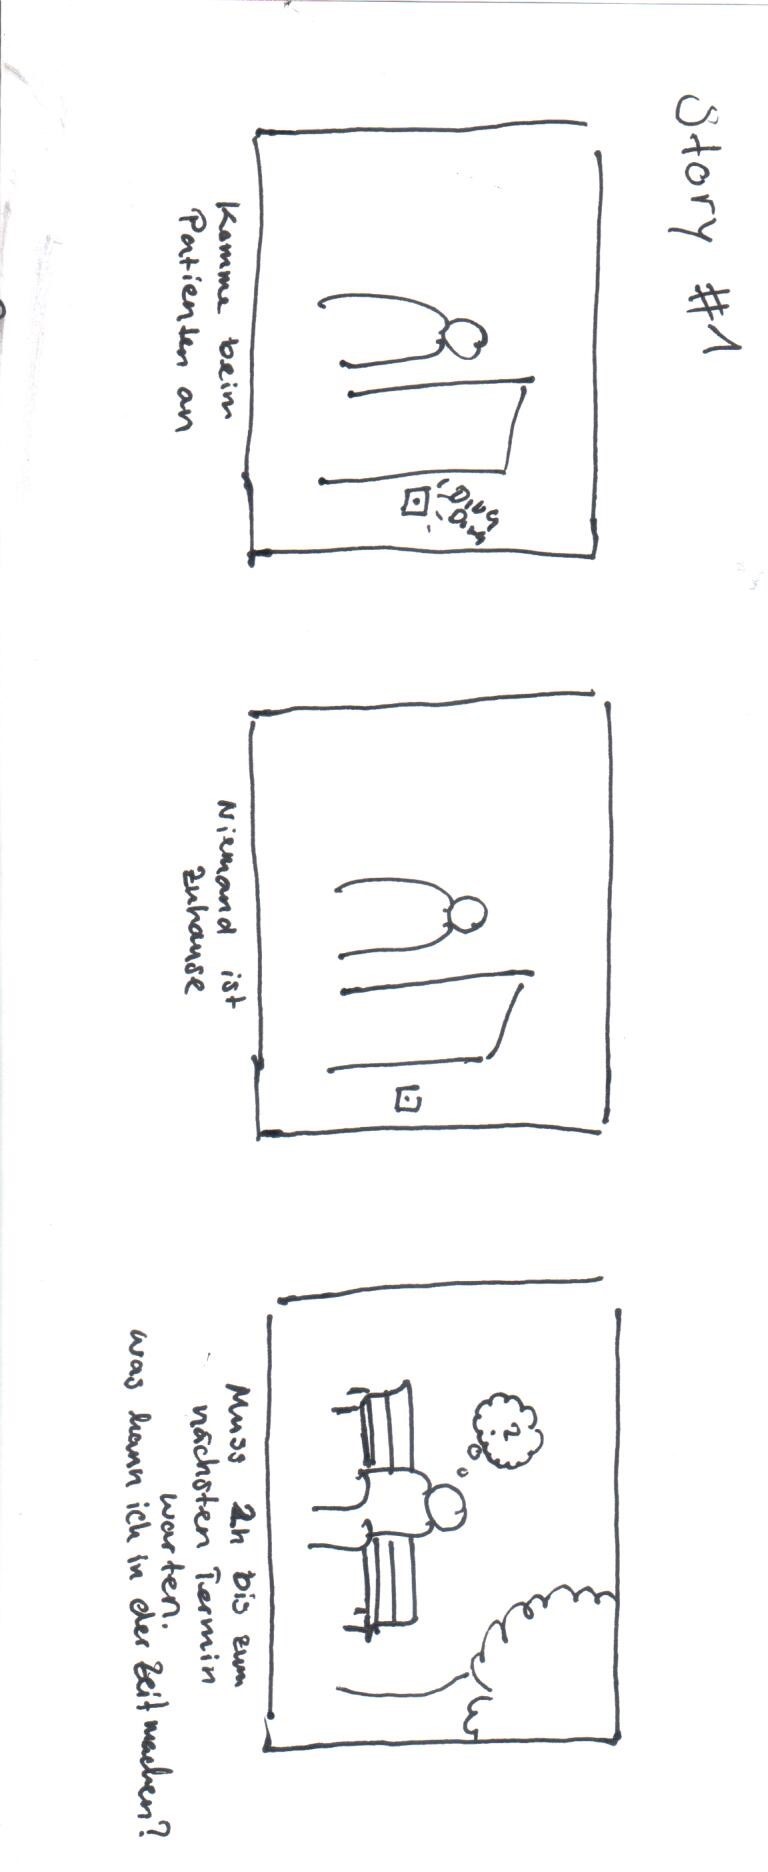 Story #1
DING
DONG
Komme beim
Patienten an
Niemand ist
zuhause
?
Muss 2h bis zum
nächsten Termin
warten.
was kann ich in der Zeit machen?